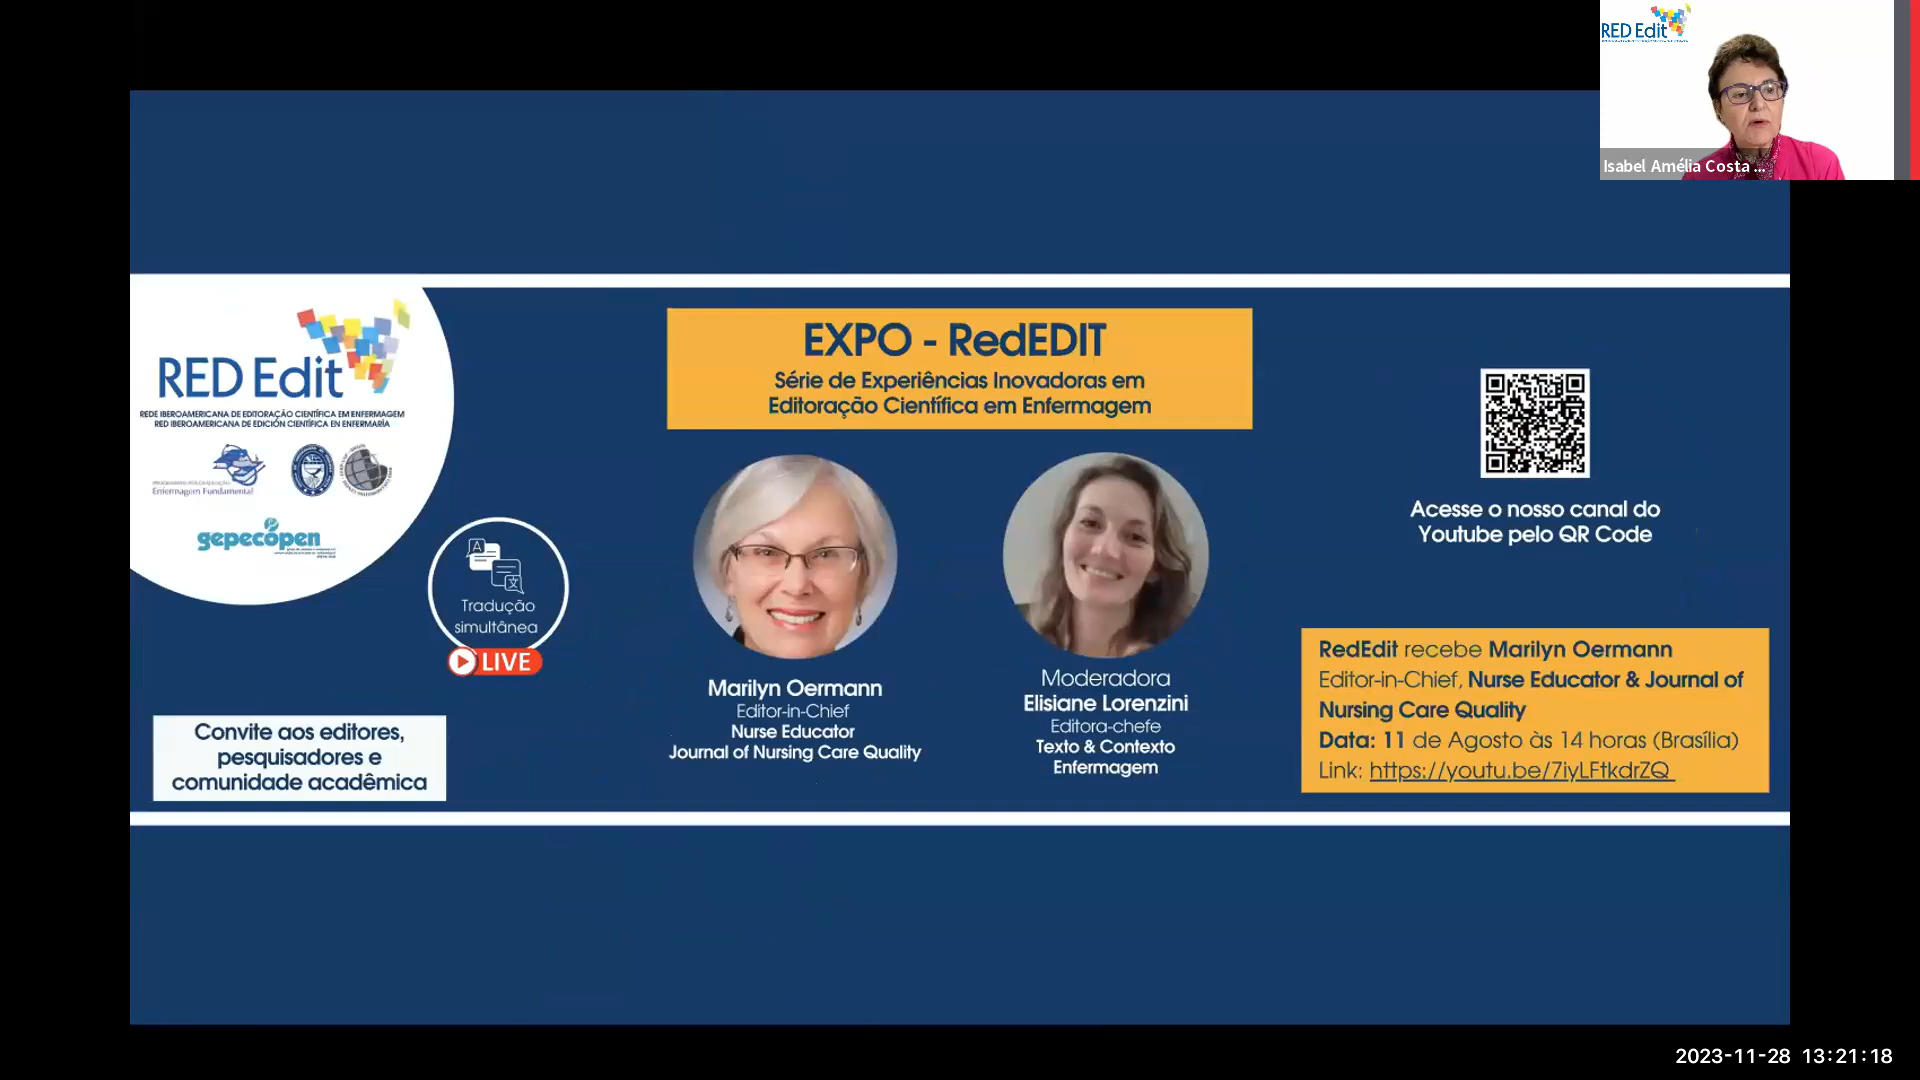 RED Edit
Isabel Amélia Costa ...
RED Edit
REDE IBEROAMERICANA DE EDITORAÇÃO CIENTÍFICA EM ENFERMAGEM
RED IBEROAMERICANA DE EDICIÓN CIENTÍFICA EN ENFERMARÍA
Enfermagem Fundamental
gepecopen
Tradução
simultânea
LIVE
Convite aos editores,
pesquisadores e
comunidade acadêmica
EXPO - RedEDIT
Série de Experiências Inovadoras em
Editoração Científica em Enfermagem
Marilyn Oermann
Editor-in-Chief
Nurse Educator
Journal of Nursing Care Quality
Moderadora
Elisiane Lorenzini
Editora-chefe
Texto & Contexto
Enfermagem
Acesse o nosso canal do
Youtube pelo QR Code
RedEdit recebe Marilyn Oermann
Editor-in-Chief, Nurse Educator & Journal of
Nursing Care Quality
Data: 11 de Agosto às 14 horas (Brasília)
Link: https://youtu.be/7iyLFtkdrZQ
2023-11-28 13:21:18